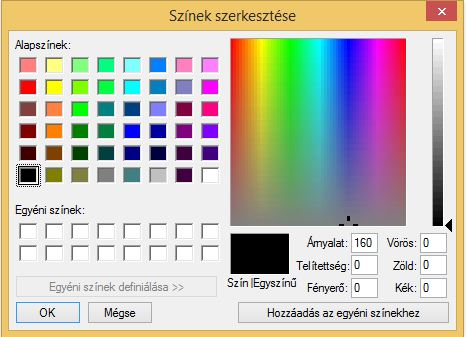 Színek szerkesztése
Alapszínek:
Egyéni színek:
Egyéni színek definiálása >>
OK
Mégse
Szín|Egyszínű
Árnyalat: 160
Telítettség: 0
Fényerő: 0
Vörös: 0
Zöld: 0
Kék: 0
Hozzáadás az egyéni színekhez